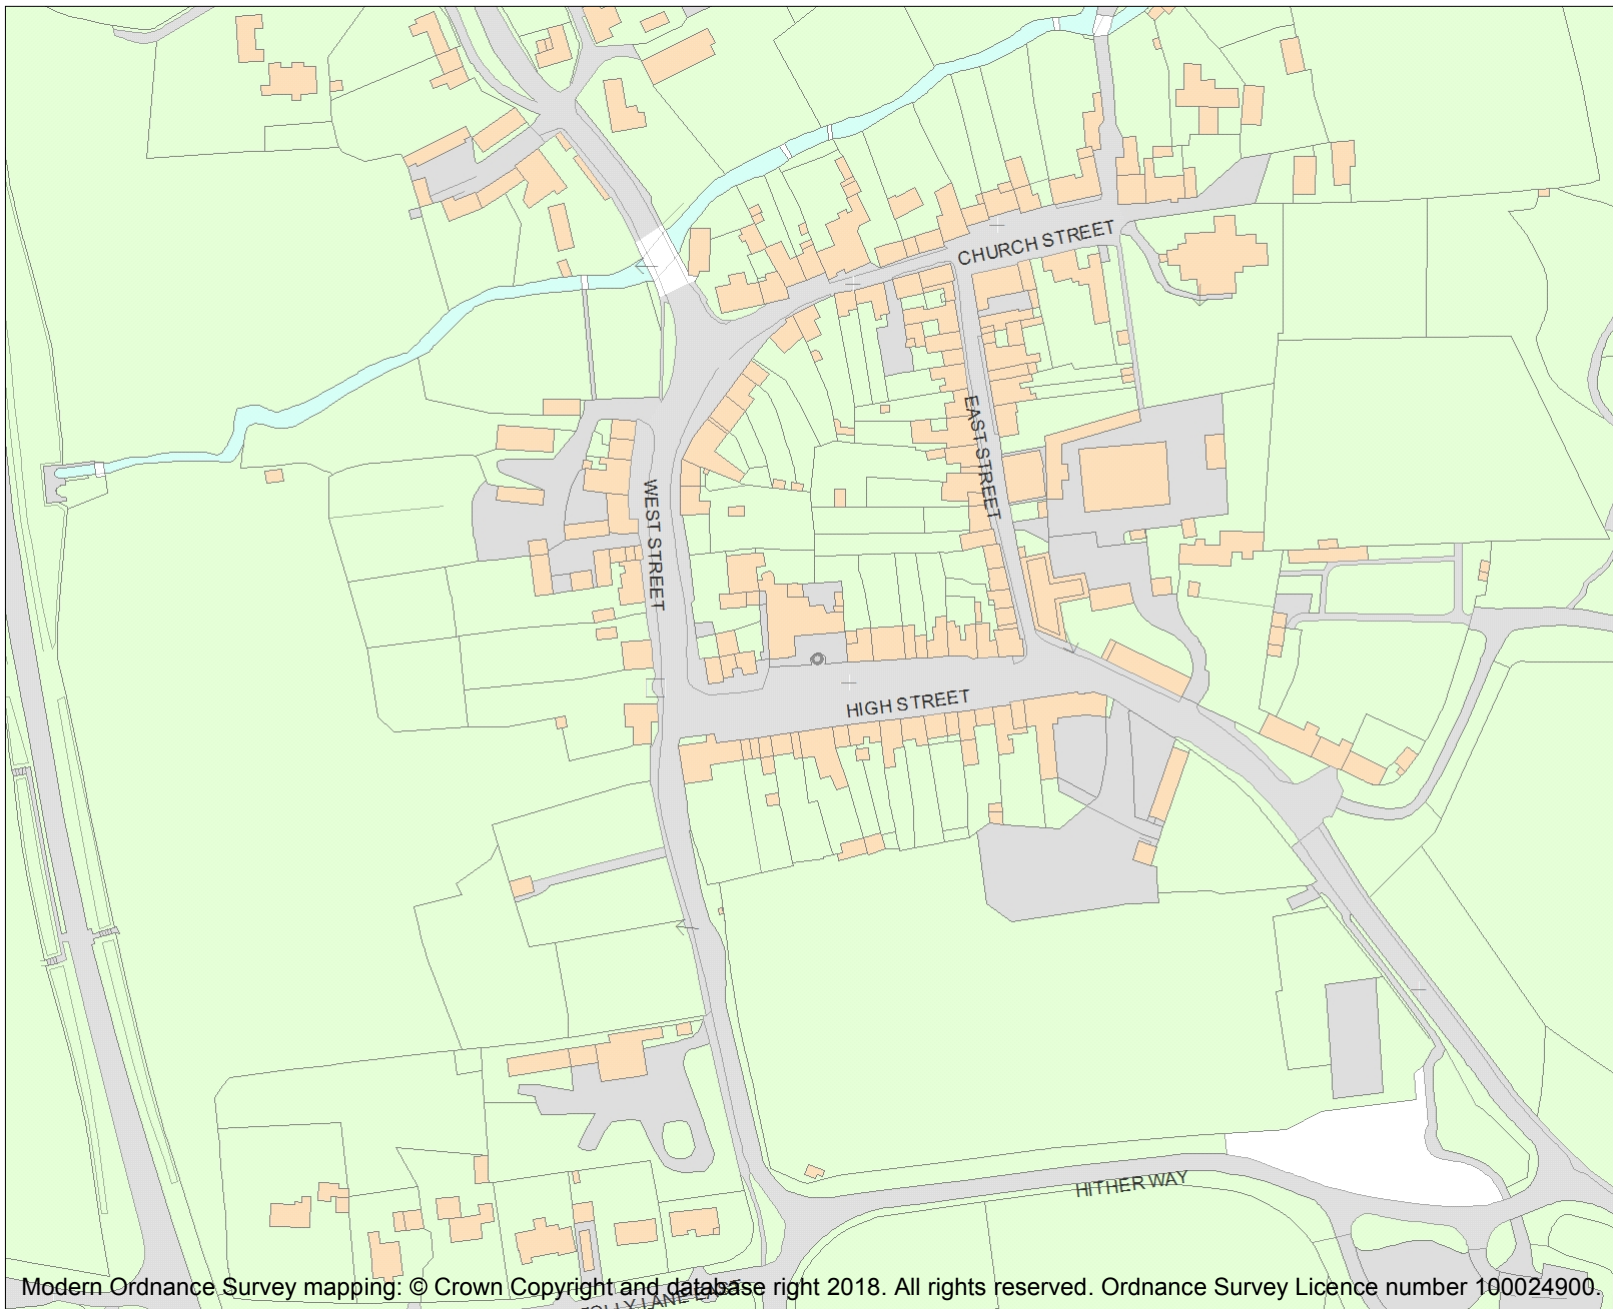 CHURCH STREET
EAST STREET
WEST STREET
HIGH STREET
HITHER WAY
Modern Ordnance Survey mapping: © Crown Copyright and database right 2018. All rights reserved. Ordnance Survey Licence number 100024900.
LANE